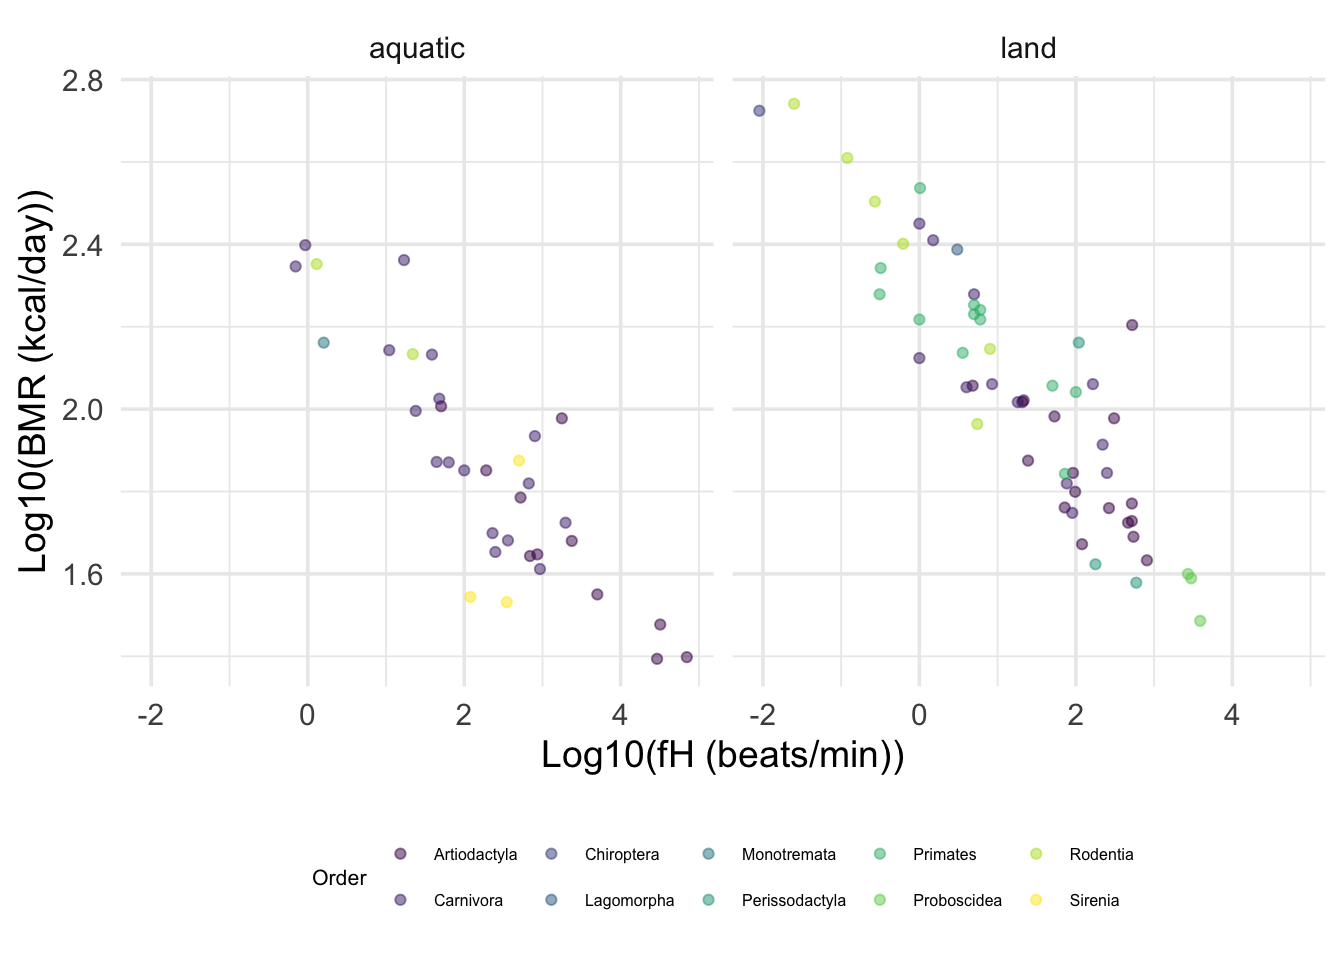 aquatic land
2.8
2.4
2.0
1.6
Log10(BMR (kcal/day))
-2 0 2 4 -2 0 2 4
Log10(fH (beats/min))
Order
Artiodactyla Chiroptera Monotremata Primates Rodentia
Carnivora Lagomorpha Perissodactyla Proboscidea Sirenia